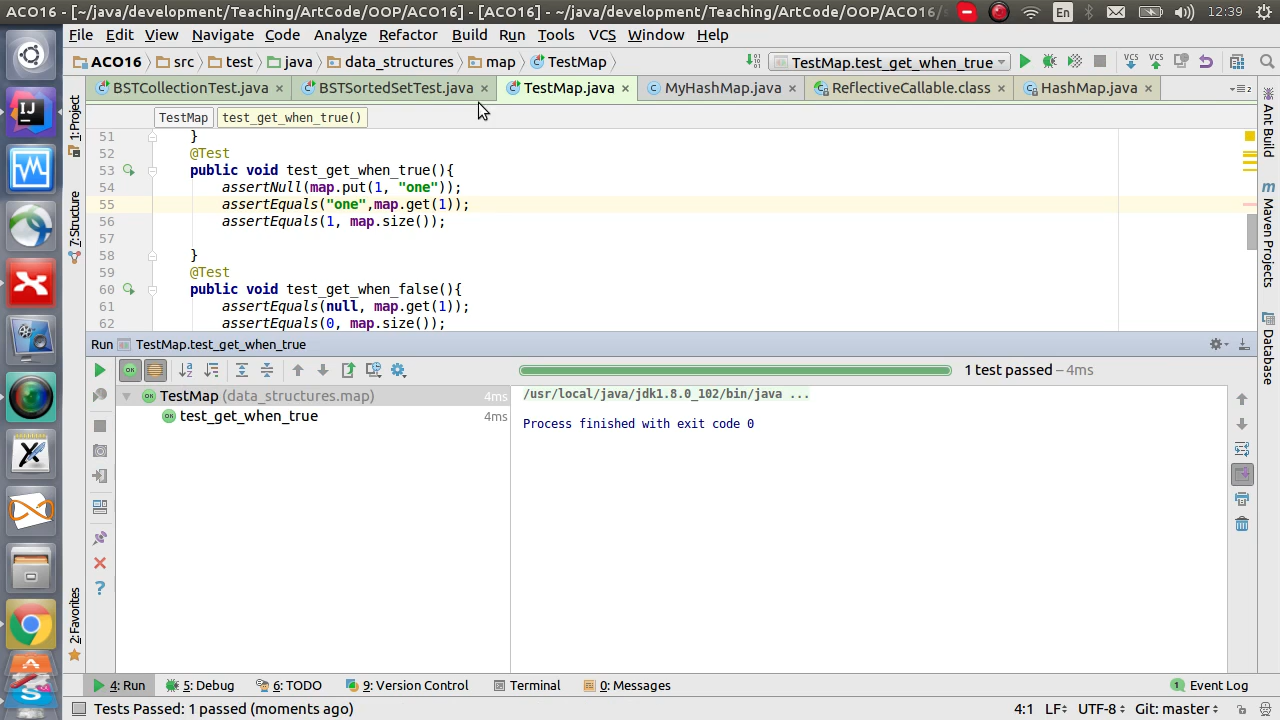 ACO16 - [~/java/development/Teaching/ArtCode/OOP/ACO16] - [ACO16] - ~/java/development/Teaching/ArtCode/OOP/ACO16/s En 12:39
File Edit View Navigate Code Analyze Refactor Build Run Tools VCS Window Help
ACO16 src test java data_structures map TestMap TestMap.test_get_when_true VCS VCS
BSTCollectionTest.java BSTSortedSetTest.java TestMap.java MyHashMap.java ReflectiveCallable.class HashMap.java
TestMap test_get_when_true()
51 }
52 @Test
53 public void test_get_when_true(){
54 assertNull(map.put(1, "one"));
55 assertEquals("one",map.get(1));
56 assertEquals(1, map.size());
57
58 }
59 @Test
60 public void test_get_when_false(){
61 assertEquals(null, map.get(1));
62 assertEquals(0, map.size());
Run TestMap.test_get_when_true
1 test passed – 4ms
TestMap (data_structures.map) 4ms
test_get_when_true 4ms
/usr/local/java/jdk1.8.0_102/bin/java ...
Process finished with exit code 0
1: Project
7: Structure
2: Favorites
Ant Build
Maven Projects
Database
4: Run 5: Debug 6: TODO 9: Version Control Terminal 0: Messages 1 Event Log
Tests Passed: 1 passed (moments ago) 4:1 LF UTF-8 Git: master